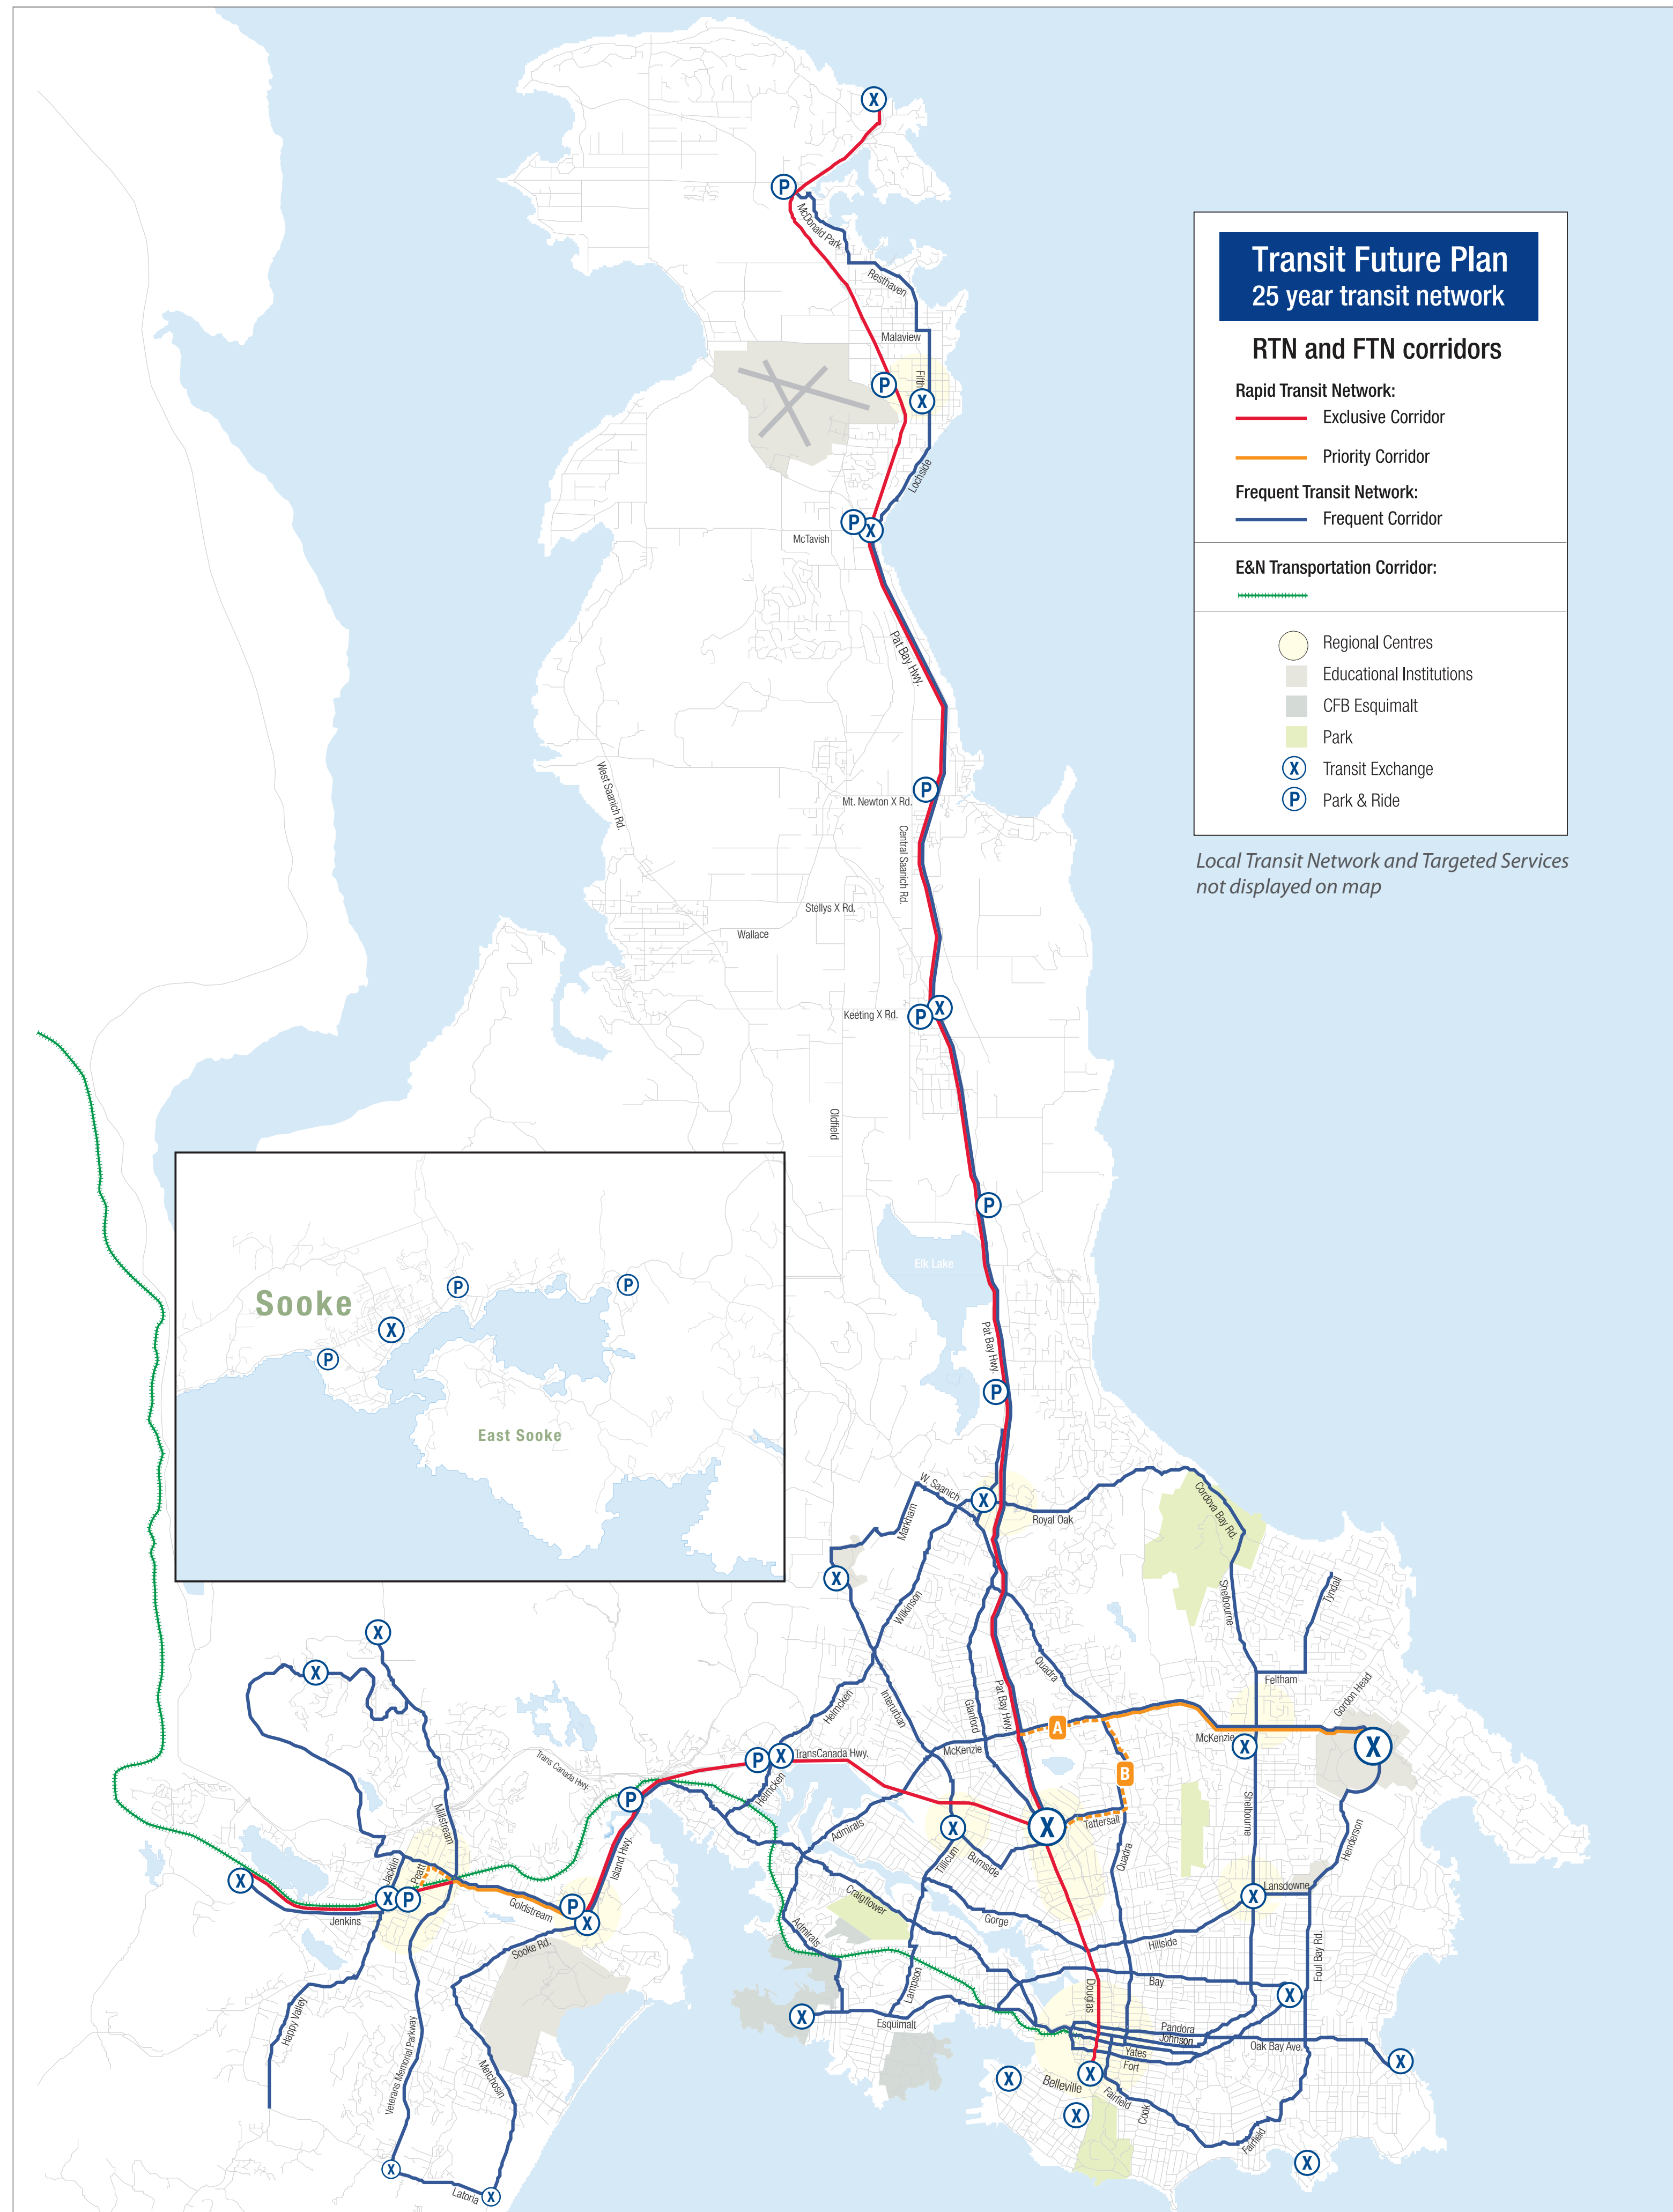 Transit Future Plan
25 year transit network
RTN and FTN corridors
Rapid Transit Network:
Exclusive Corridor
Priority Corridor
Frequent Transit Network:
Frequent Corridor
E&N Transportation Corridor:
Regional Centres
Educational Institutions
CFB Esquimalt
Park
X Transit Exchange
P Park & Ride
Local Transit Network and Targeted Services
not displayed on map
X
P
McDonald Park
Resthaven
Malaview
P
Fifth
X
Lochside
P
X
McTavish
Pat Bay Hwy.
West Saanich Rd.
P
Mt. Newton X Rd.
Central Saanich Rd.
Stellys X Rd.
Wallace
X
Keeting X Rd.
P
Oldfield
P
Elk Lake
Pat Bay Hwy.
P
Sooke
P
P
X
P
East Sooke
W. Saanich
X
Royal Oak
Markham
Cordova Bay Rd.
X
Wilkinson
Shelbourne
Tyndall
X
X
Quadra
Feltham
Gordon Head
Helmcken
Interurban
Glanford
Pat Bay Hwy.
A
McKenzie
McKenzie
X
X
Trans Canada Hwy.
P
X
TransCanada Hwy.
B
Helmcken
P
Millstream
Admirals
X
X
Tattersall
Shelbourne
Henderson
Island Hwy.
Tillicum
Burnside
Quadra
X
Jacklin
Peatt
X
P
Goldstream
P
X
Jenkins
Sooke Rd.
Craigflower
Gorge
Admirals
Lansdowne
X
Hillside
Foul Bay Rd.
Lampson
Douglas
Bay
X
Happy Valley
Veterans Memorial Parkway
X
Esquimalt
Pandora
Johnson
Yates
Fort
Oak Bay Ave.
X
Metchosin
X
Belleville
X
Fairfield
Cook
X
Fairfield
X
X
Latoria
X